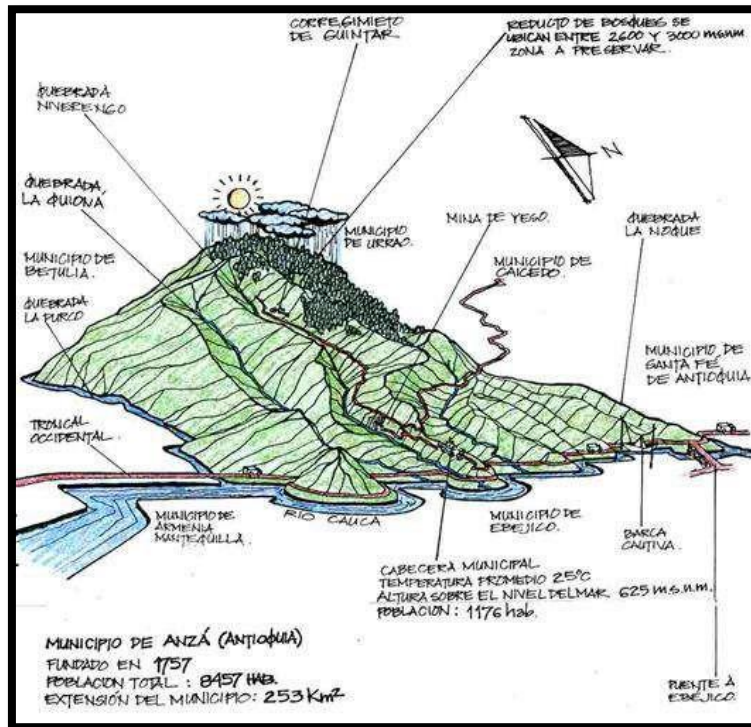 CORREGIMIETO
DE GUINTAR
REDUCTO DE BOSQUES SE
UBICAN ENTRE 2600 Y 3000 msnm
ZONA A PRESERVAR.
QUEBRADA
NIVERENGO
N
QUEBRADA
LA QUIONÁ
MUNICIPIO
DE URRAO.
MINA DE YESO.
QUEBRADA
LA NOQUE
MUNICIPIO DE
BETULIA.
MUNICIPIO DE
CAICEDO.
QUEBRADA
LA PURCO
MUNICIPIO DE
SANTA FÉ
DE ANTIOQUIA
TRONCAL
OCCIDENTAL.
MUNICIPIO DE
ARMENIA
MANTEQUILLA.
RIO CAUCA
MUNICIPIO DE
EBEJICO.
BARCA
CAUTIVA.
CABECERA MUNICIPAL
TEMPERATURA PROMEDIO 25°C
ALTURA SOBRE EL NIVEL DEL MAR 625 m.s.n.m.
POBLACION: 1176 hab.
MUNICIPIO DE ANZÁ (ANTIOQUIA)
FUNDADO EN 1757
POBLACION TOTAL : 8457 HAB.
EXTENSIÓN DEL MUNICIPIO: 253 Km²
PUENTE A
EBEJICO.